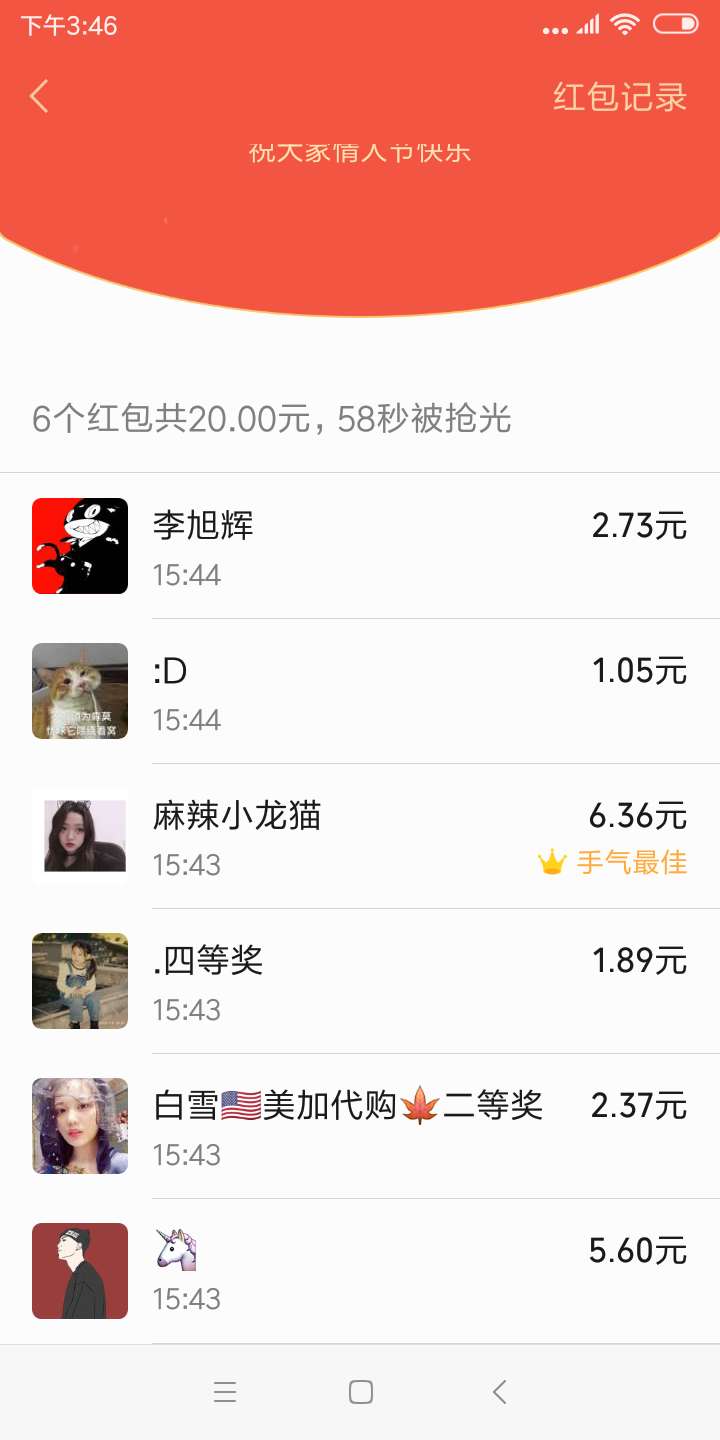 下午3:46
红包记录
祝大家情人节快乐
6个红包共20.00元，58秒被抢光
李旭辉
2.73元
15:44
:D
1.05元
15:44
麻辣小龙猫
6.36元
15:43
手气最佳
.四等奖
1.89元
15:43
白雪🇺🇸美加代购🍁二等奖
2.37元
15:43
🦄
5.60元
15:43